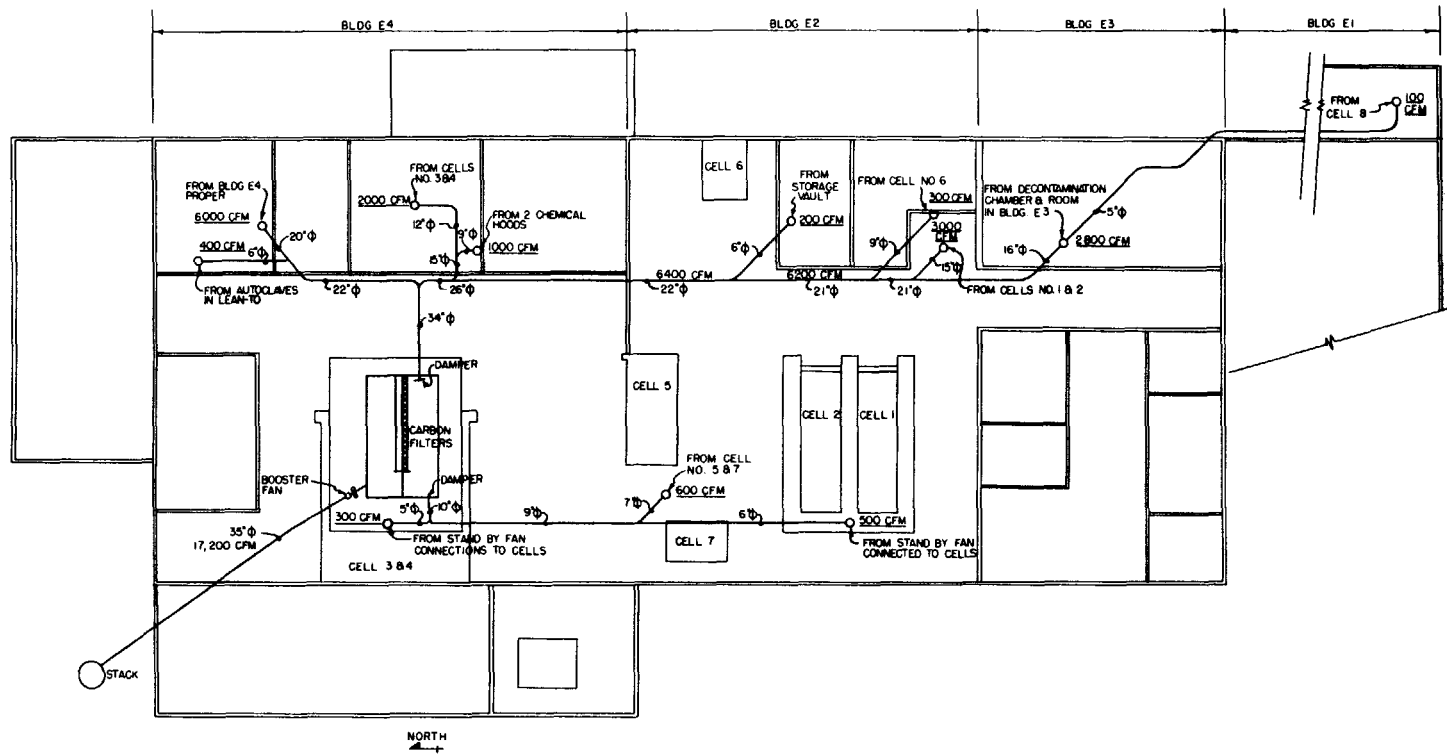 BLDG E4
BLDG E2
BLDG E3
BLDG E1
FROM
CELL 8
100
CFM
FROM BLDG E4
PROPER
6000 CFM
20"φ
400 CFM
6"φ
FROM AUTOCLAVES
IN LEAN-TO
22"φ
FROM CELLS
NO. 3&4
2000 CFM
12"φ
9"φ
15"φ
FROM 2 CHEMICAL
HOODS
1000 CFM
26"φ
34"φ
CELL 6
FROM
STORAGE
VAULT
200 CFM
6"φ
6400 CFM
22"φ
6200 CFM
21"φ
FROM CELL NO 6
300 CFM
9"φ
3000
CFM
15"φ
21"φ
FROM CELLS NO. 1 & 2
FROM DECONTAMINATION
CHAMBER & ROOM
IN BLDG. E3
2800 CFM
16"φ
5"φ
DAMPER
CARBON
FILTERS
DAMPER
BOOSTER
FAN
300 CFM
5"φ
10"φ
FROM STAND BY FAN
CONNECTIONS TO CELLS
CELL 3 &4
35"φ
17,200 CFM
STACK
9"φ
CELL 5
FROM CELL
NO. 5 & 7
600 CFM
7"φ
CELL 7
6"φ
CELL 2
CELL 1
500 CFM
FROM STAND BY FAN
CONNECTED TO CELLS
NORTH